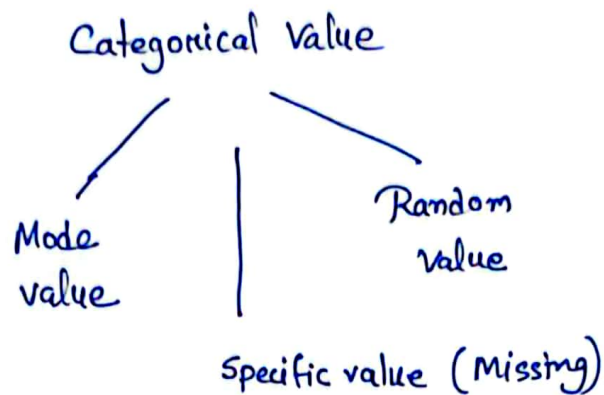 Categorical value
Mode
value
Random
value
Specific value (Missing)